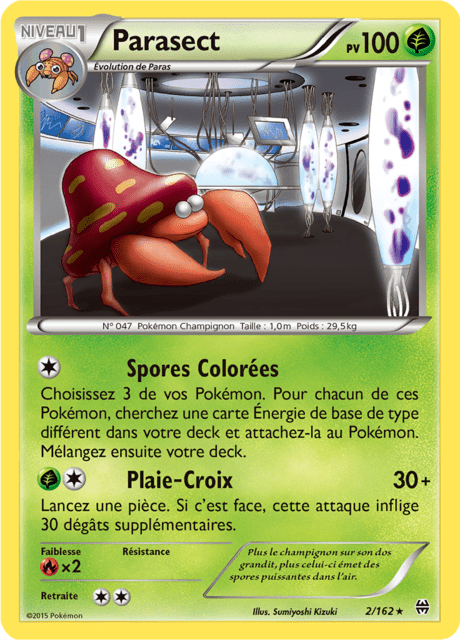 NIVEAU 1
Parasect
PV 100
Évolution de Paras
N° 047 Pokémon Champignon Taille : 1,0m Poids : 29,5kg
Spores Colorées
Choisissez 3 de vos Pokémon. Pour chacun de ces
Pokémon, cherchez une carte Énergie de base de type
différent dans votre deck et attachez-la au Pokémon.
Mélangez ensuite votre deck.
Plaie-Croix 30+
Lancez une pièce. Si c'est face, cette attaque inflige
30 dégâts supplémentaires.
Faiblesse Résistance
×2
Retraite
Plus le champignon sur son dos
grandit, plus celui-ci émet des
spores puissantes dans l'air.
©2015 Pokémon
Illus. Sumiyoshi Kizuki
2/162 ★